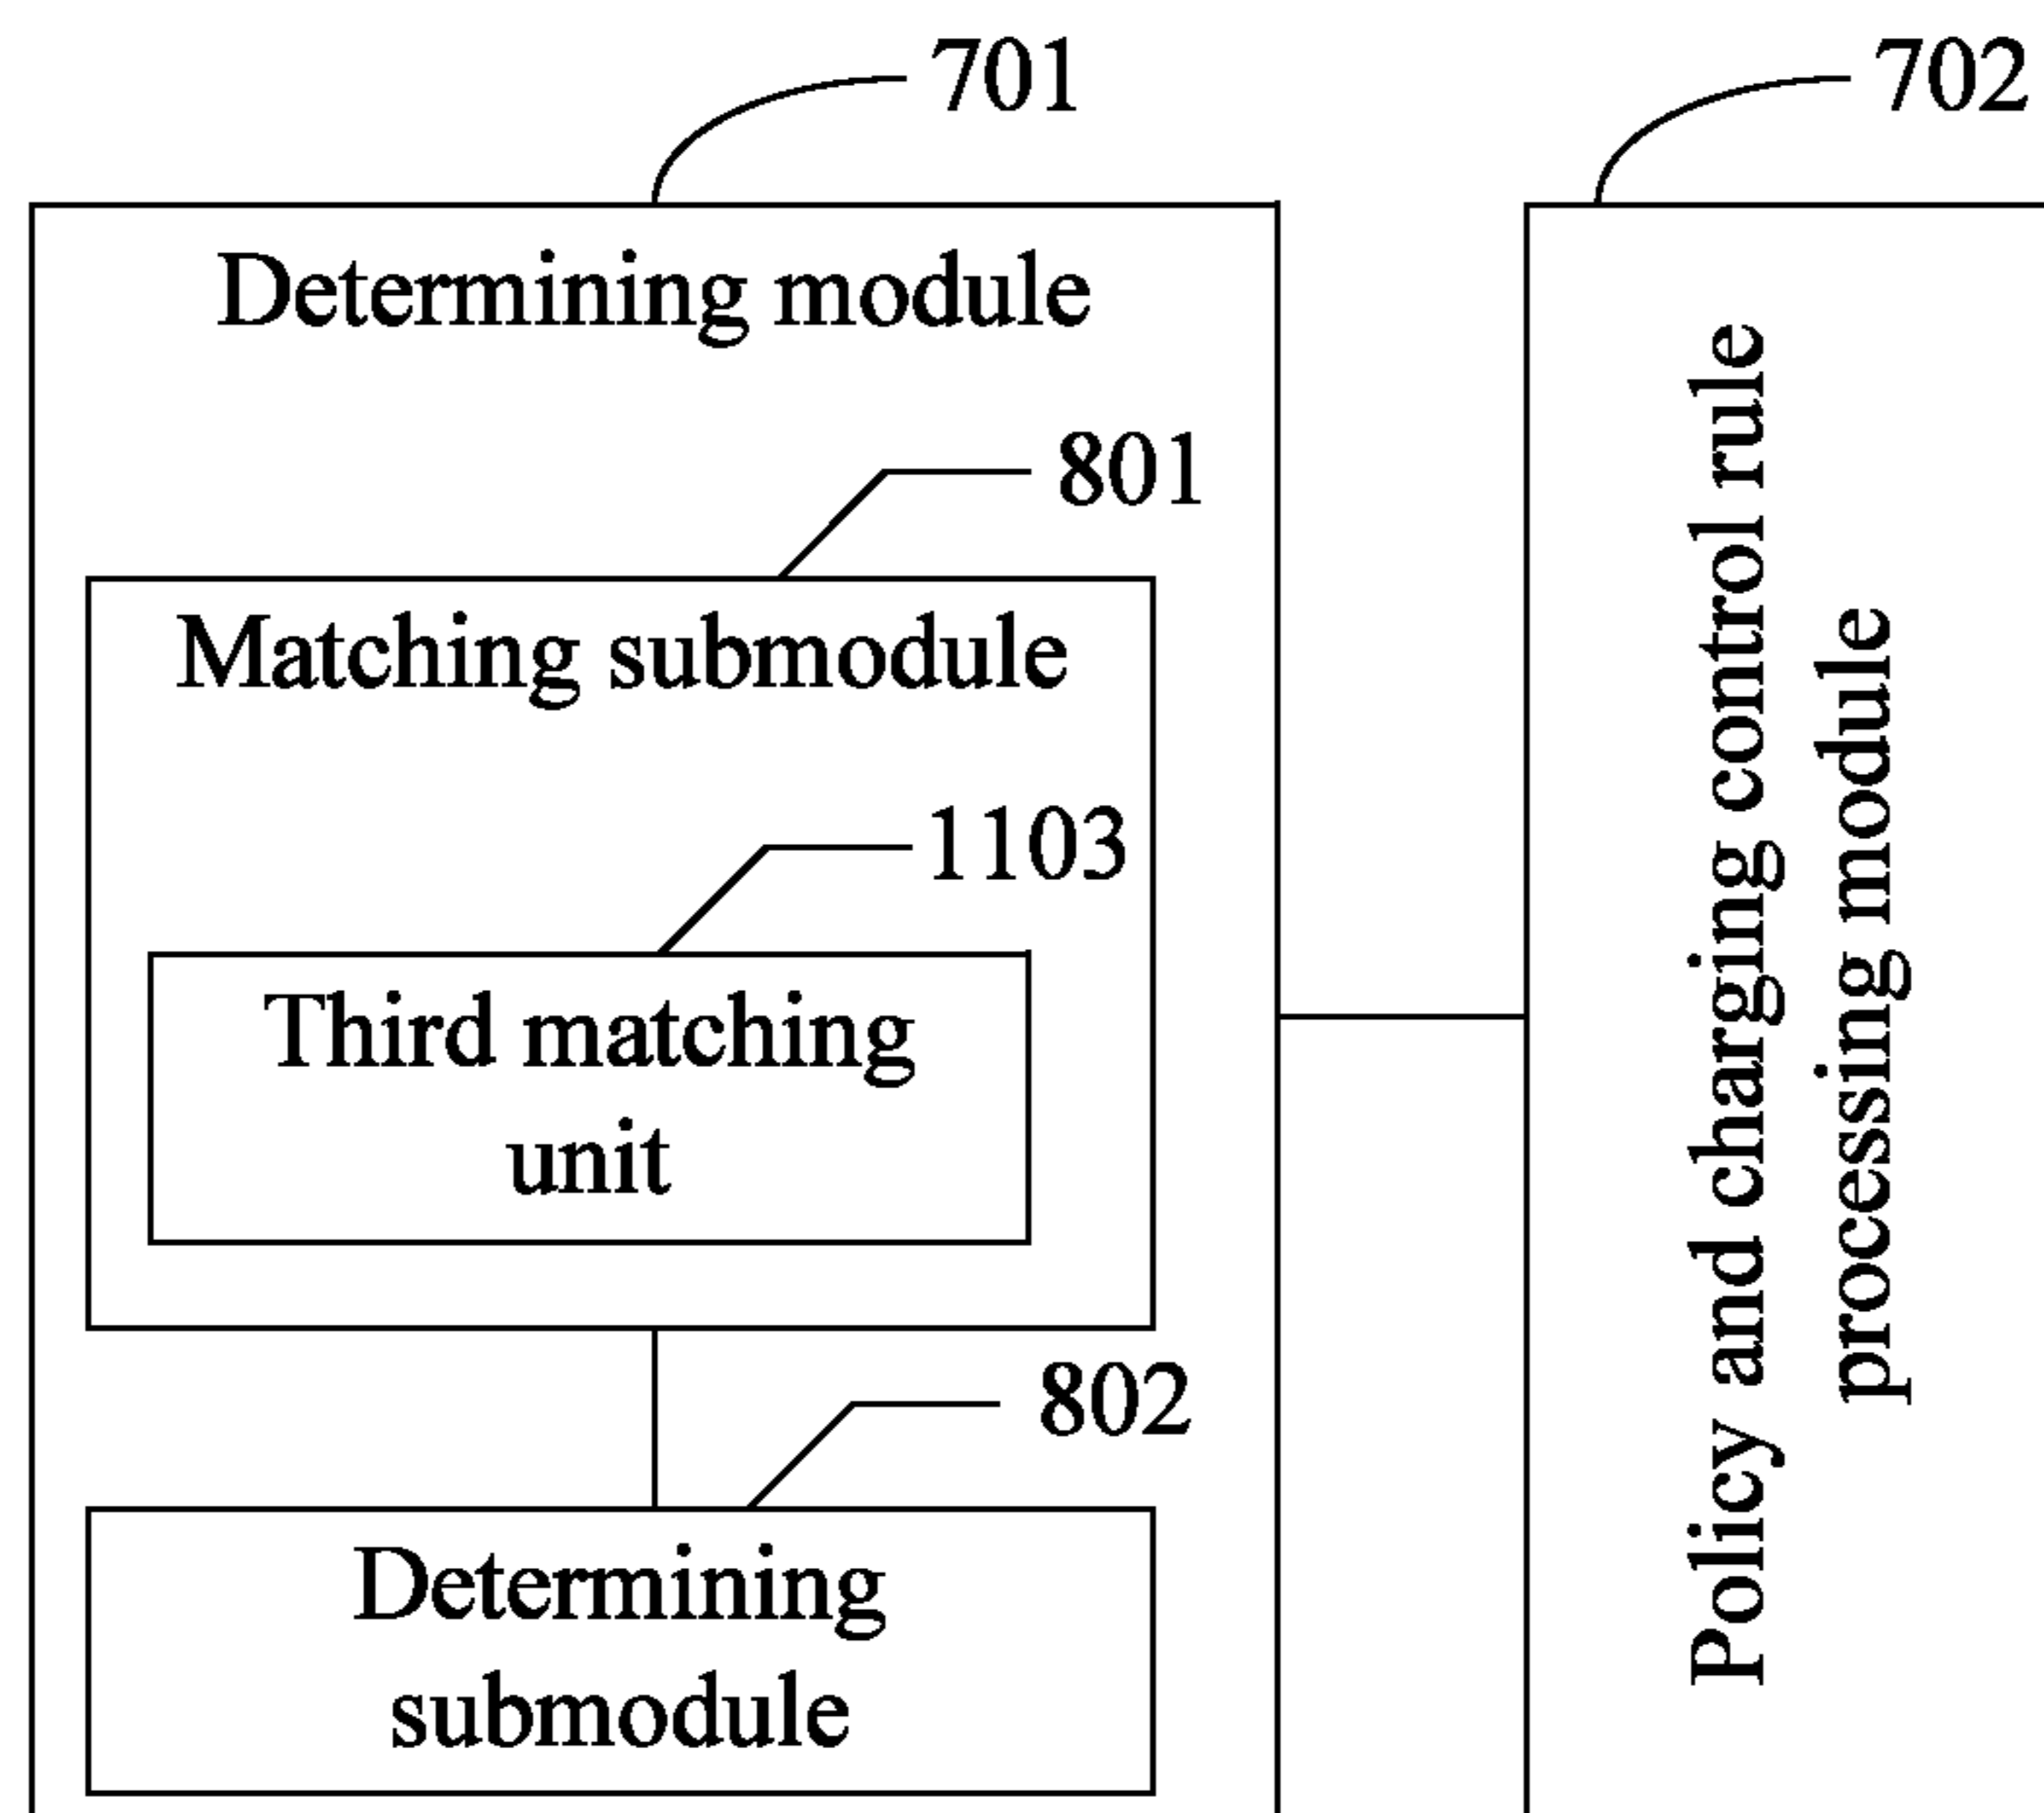 701
702
Determining module
801
Matching submodule
1103
Third matching
unit
802
Determining
submodule
Policy and charging control rule
processing module